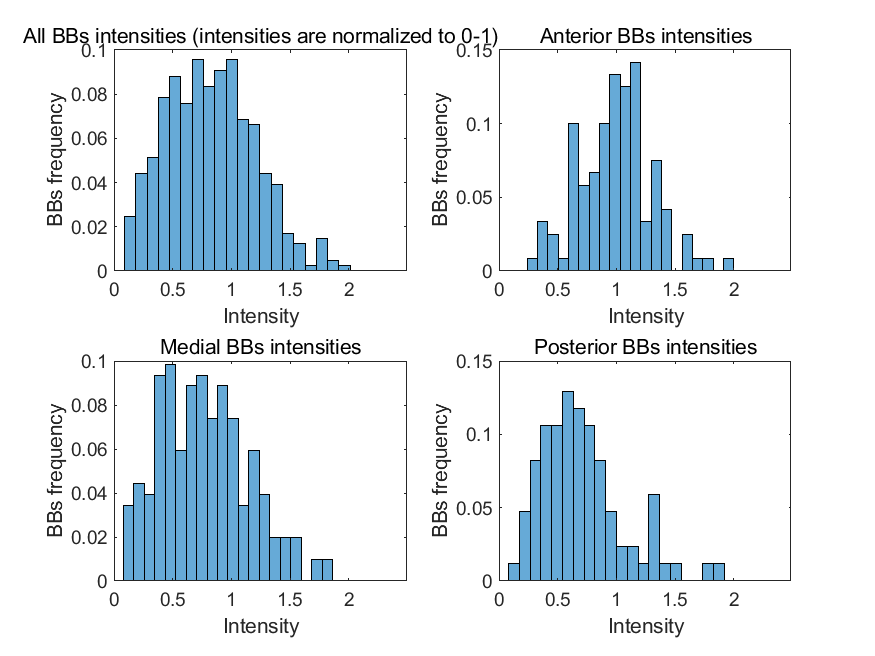 All BBs intensities (intensities are normalized to 0-1)
0.1
0.08
0.06
0.04
0.02
0
BBs frequency
0 0.5 1 1.5 2
Intensity
Anterior BBs intensities
0.15
0.1
0.05
0
BBs frequency
0 0.5 1 1.5 2
Intensity
Medial BBs intensities
0.1
0.08
0.06
0.04
0.02
0
BBs frequency
0 0.5 1 1.5 2
Intensity
Posterior BBs intensities
0.15
0.1
0.05
0
BBs frequency
0 0.5 1 1.5 2
Intensity